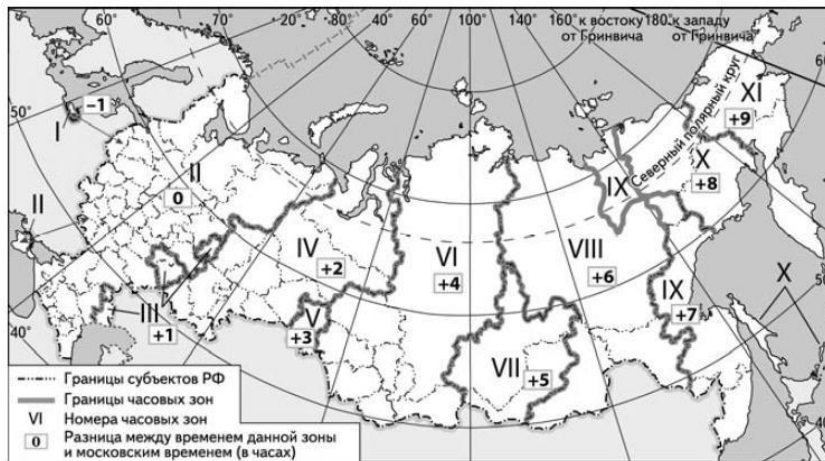 60°
20°
60°
100°
140°
160° к востоку
от Гринвича
180° к западу
от Гринвича
60
50°
40°
40
Северный полярный круг
I
–1
II
II
0
III
+1
IV
+2
V
+3
VI
+4
VII
+5
VIII
+6
IX
IX
+7
X
+8
XI
+9
X
Границы субъектов РФ
Границы часовых зон
VI Номера часовых зон
0 Разница между временем данной зоны
и московским временем (в часах)